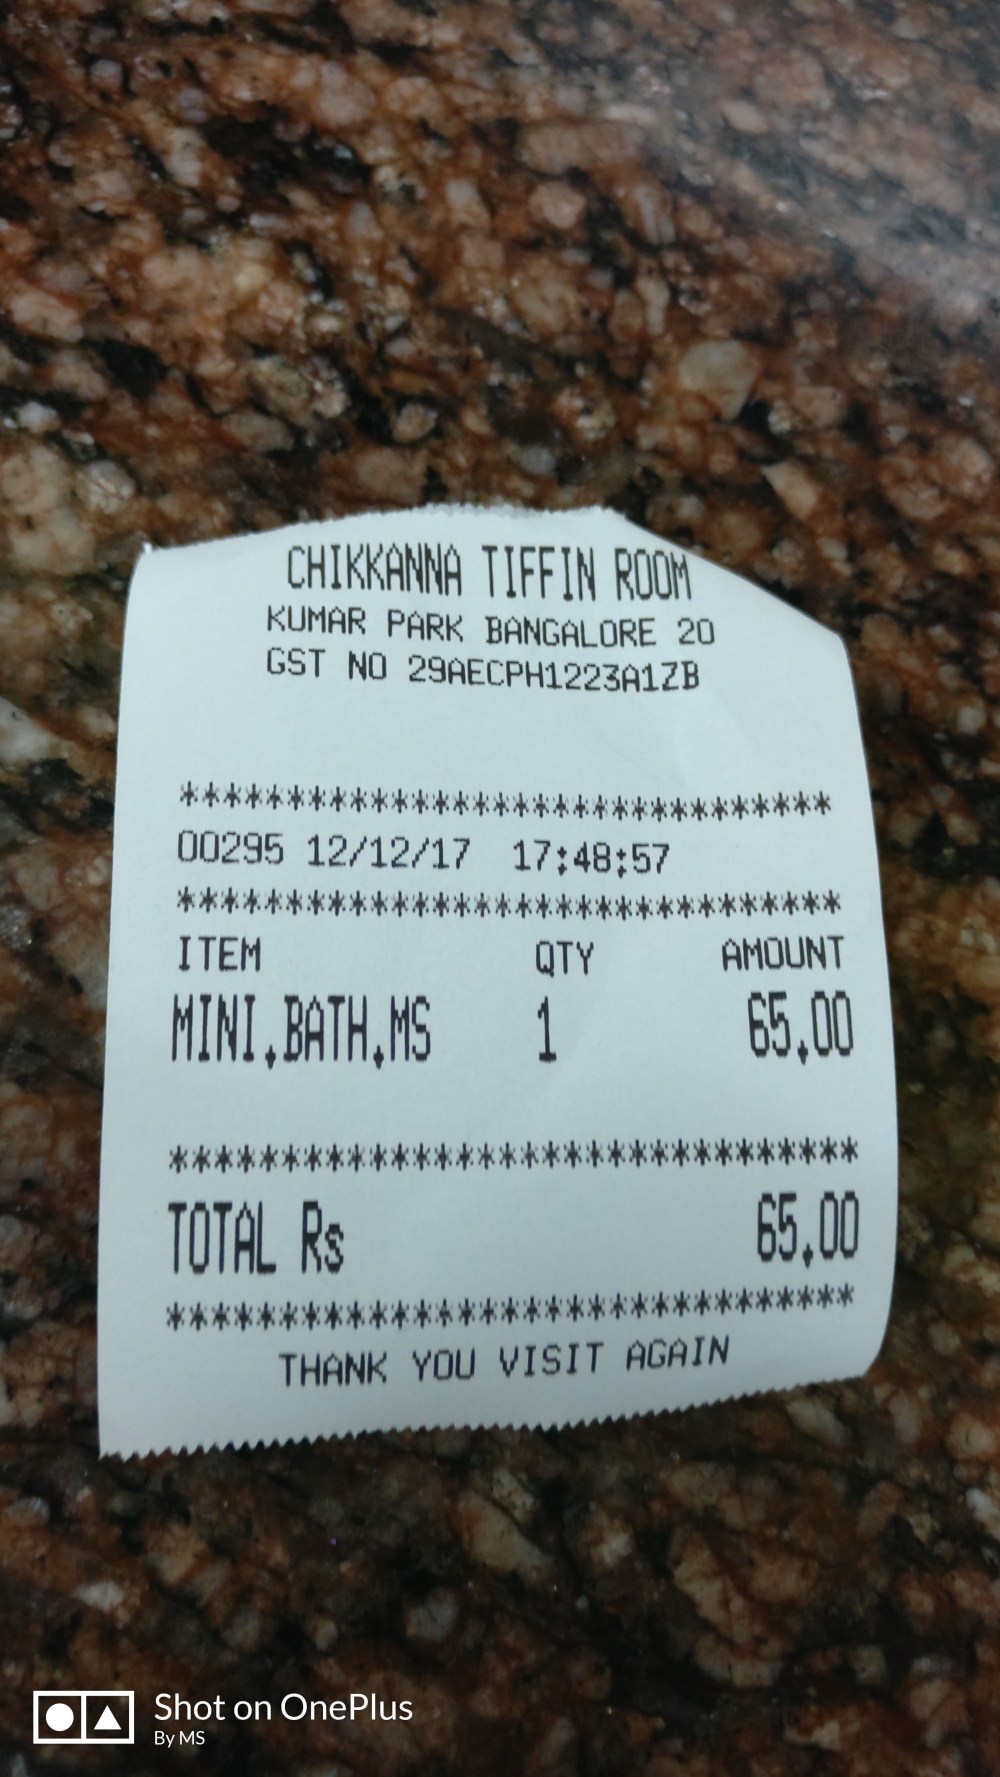 CHIKKANNA TIFFIN ROOM
KUMAR PARK BANGALORE 20
GST NO 29AECPH1223A1ZB
*******************************
00295 12/12/17 17:48:57
*******************************
ITEM QTY AMOUNT
MINI.BATH.MS 1 65.00
*******************************
TOTAL Rs 65.00
*******************************
THANK YOU VISIT AGAIN
Shot on OnePlus
By MS